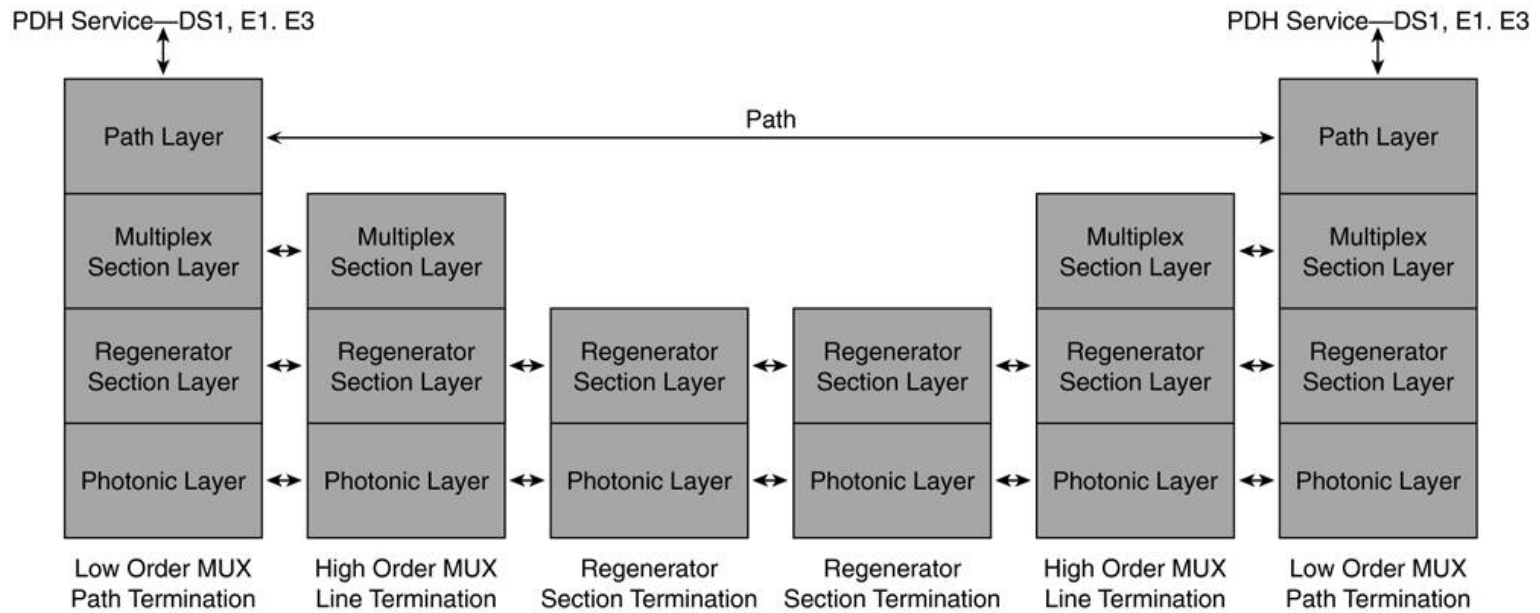 PDH Service—DS1, E1. E3
PDH Service—DS1, E1. E3
Path Layer
Path
Path Layer
Multiplex
Section Layer
Multiplex
Section Layer
Multiplex
Section Layer
Multiplex
Section Layer
Regenerator
Section Layer
Regenerator
Section Layer
Regenerator
Section Layer
Regenerator
Section Layer
Regenerator
Section Layer
Regenerator
Section Layer
Photonic Layer
Photonic Layer
Photonic Layer
Photonic Layer
Photonic Layer
Photonic Layer
Low Order MUX
Path Termination
High Order MUX
Line Termination
Regenerator
Section Termination
Regenerator
Section Termination
High Order MUX
Line Termination
Low Order MUX
Path Termination